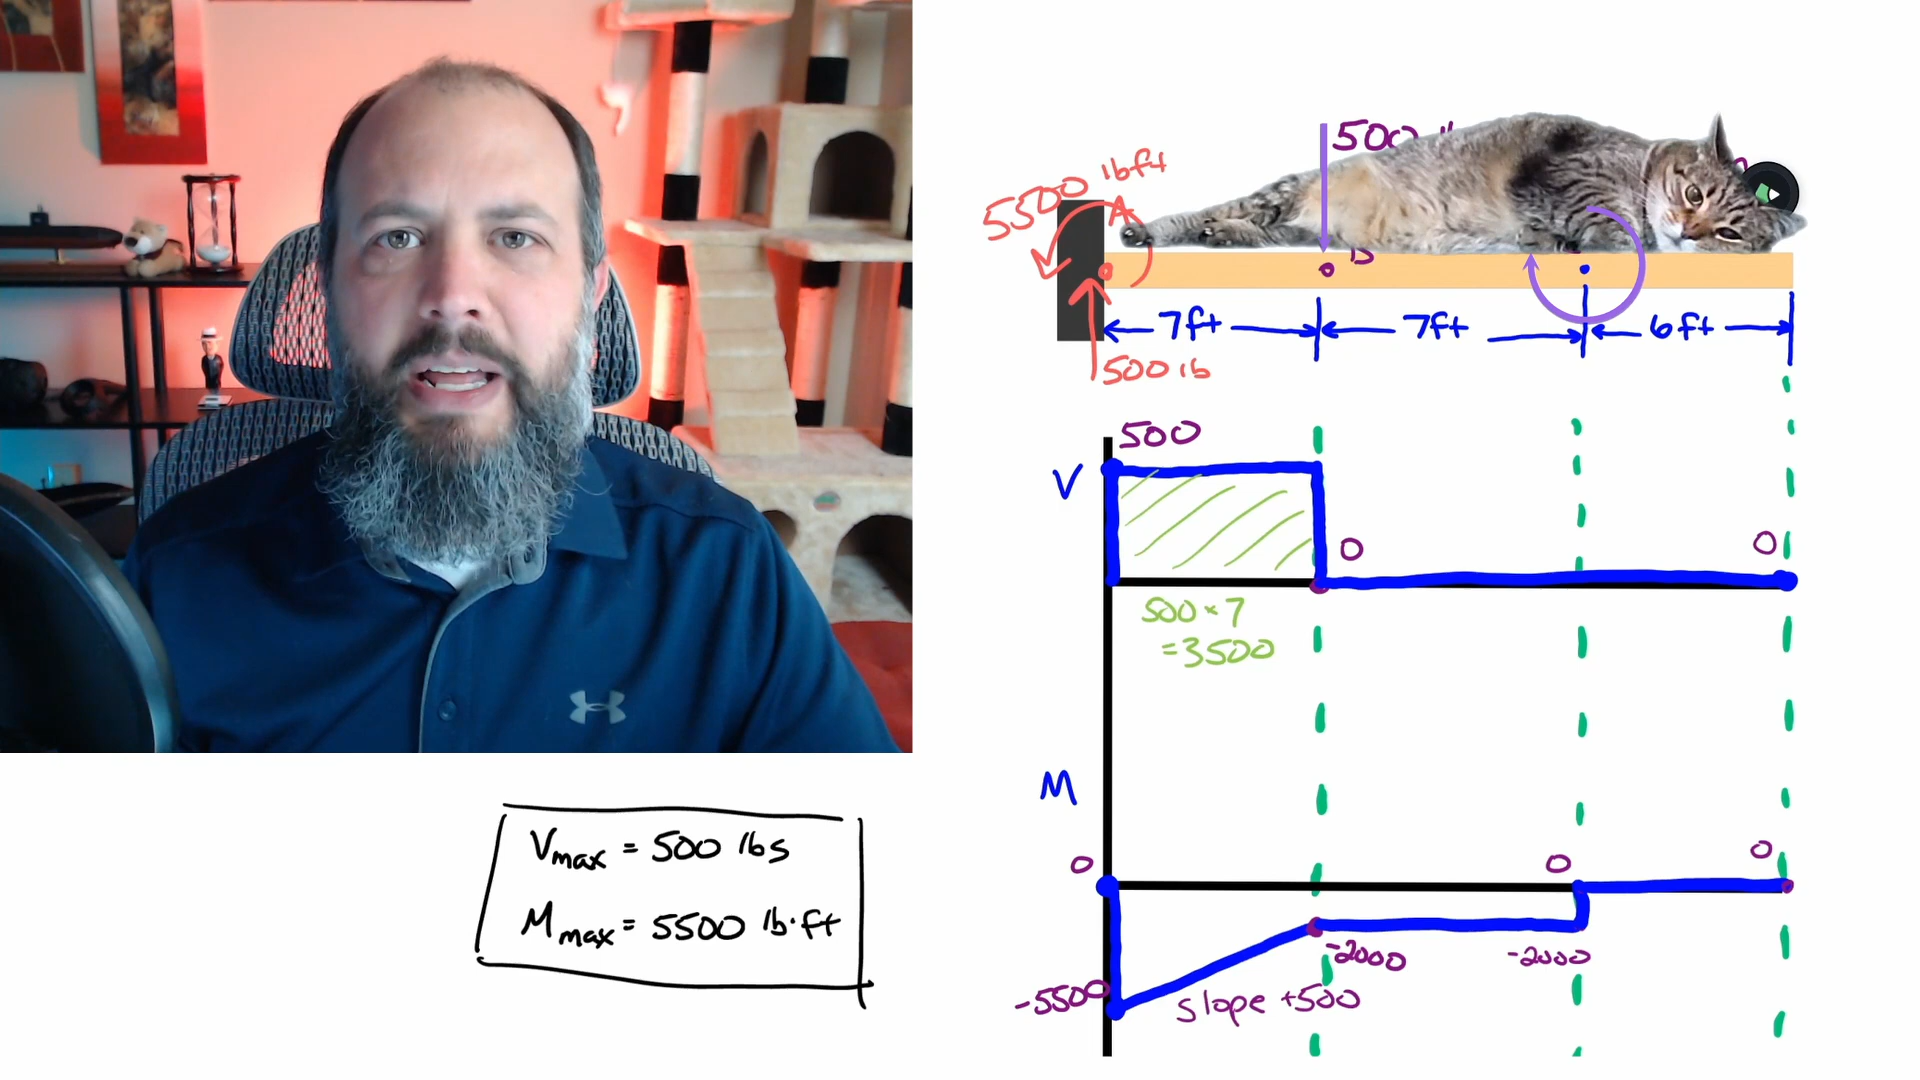 500
5500 lbft
A
B
7ft
7ft
6ft
500 lb
500
V
0
0
500 × 7
= 3500
M
0
0
0
-2000
-2000
-5500
slope +500
Vmax = 500 lbs
Mmax = 5500 lb·ft